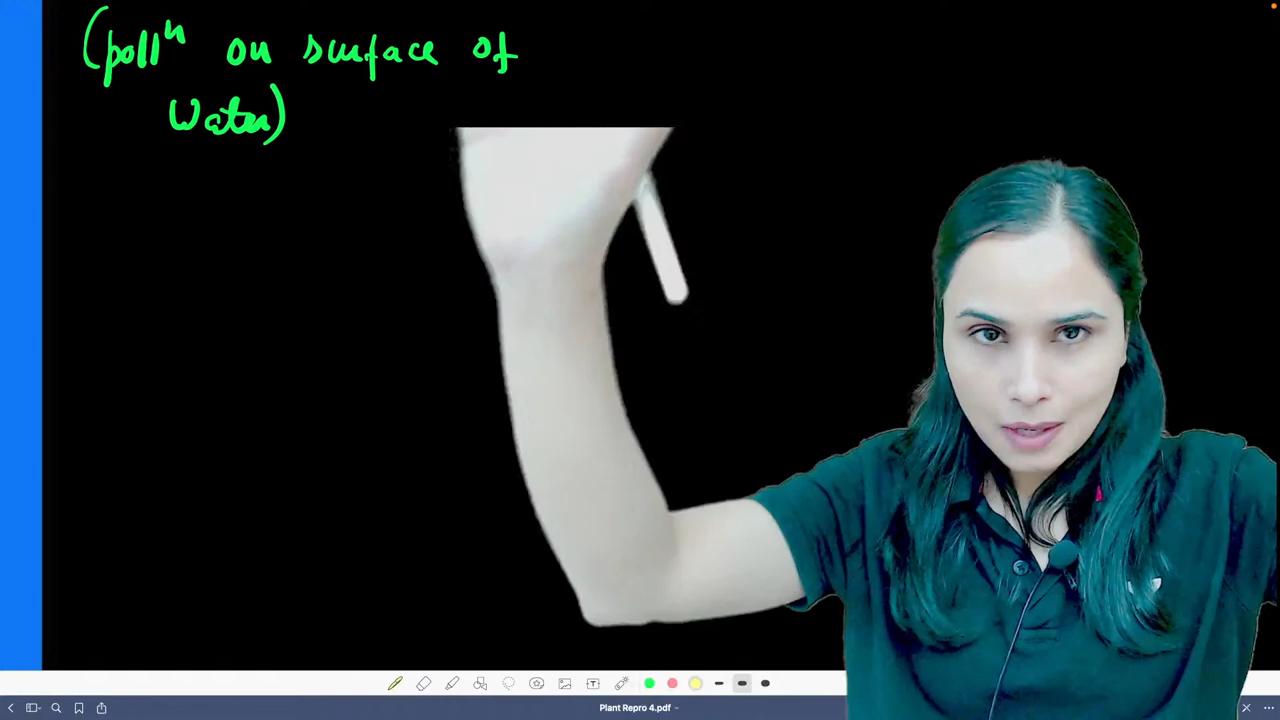 (pollⁿ on surface of
Water)
Plant Repro 4.pdf